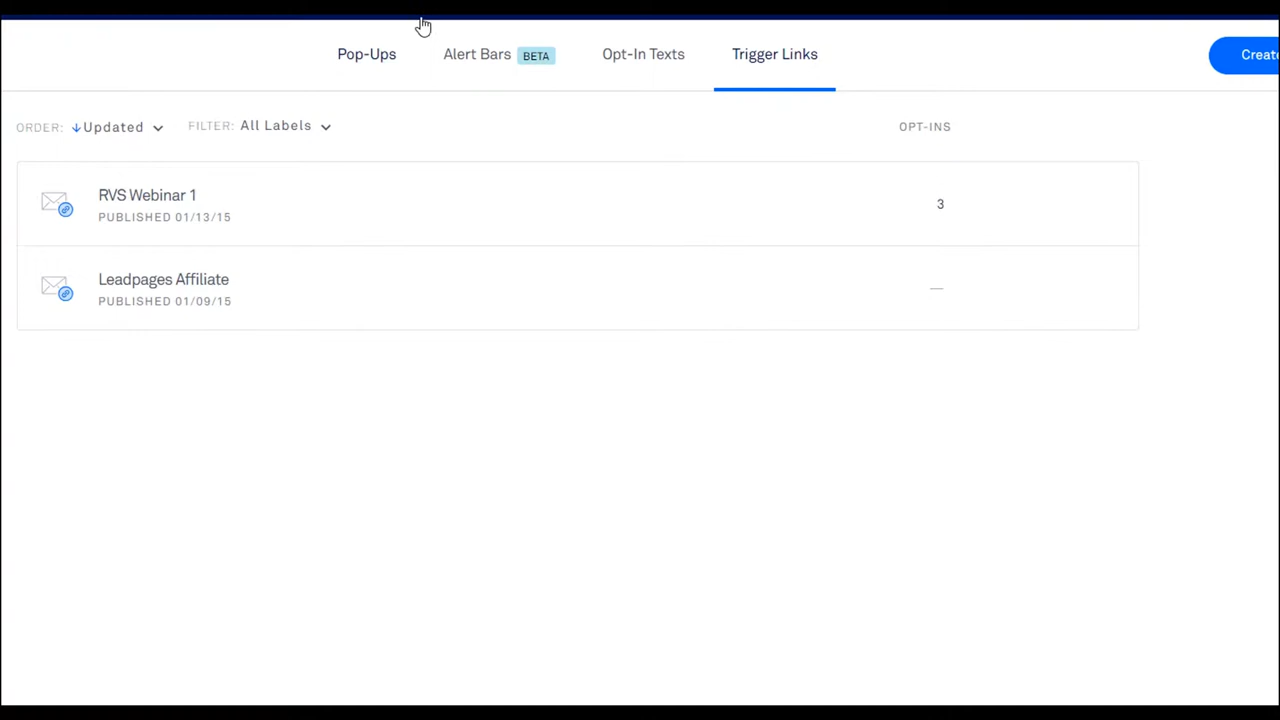 Pop-Ups Alert Bars BETA Opt-In Texts Trigger Links
ORDER: Updated FILTER: All Labels OPT-INS
RVS Webinar 1
PUBLISHED 01/13/15
3
Leadpages Affiliate
PUBLISHED 01/09/15
—